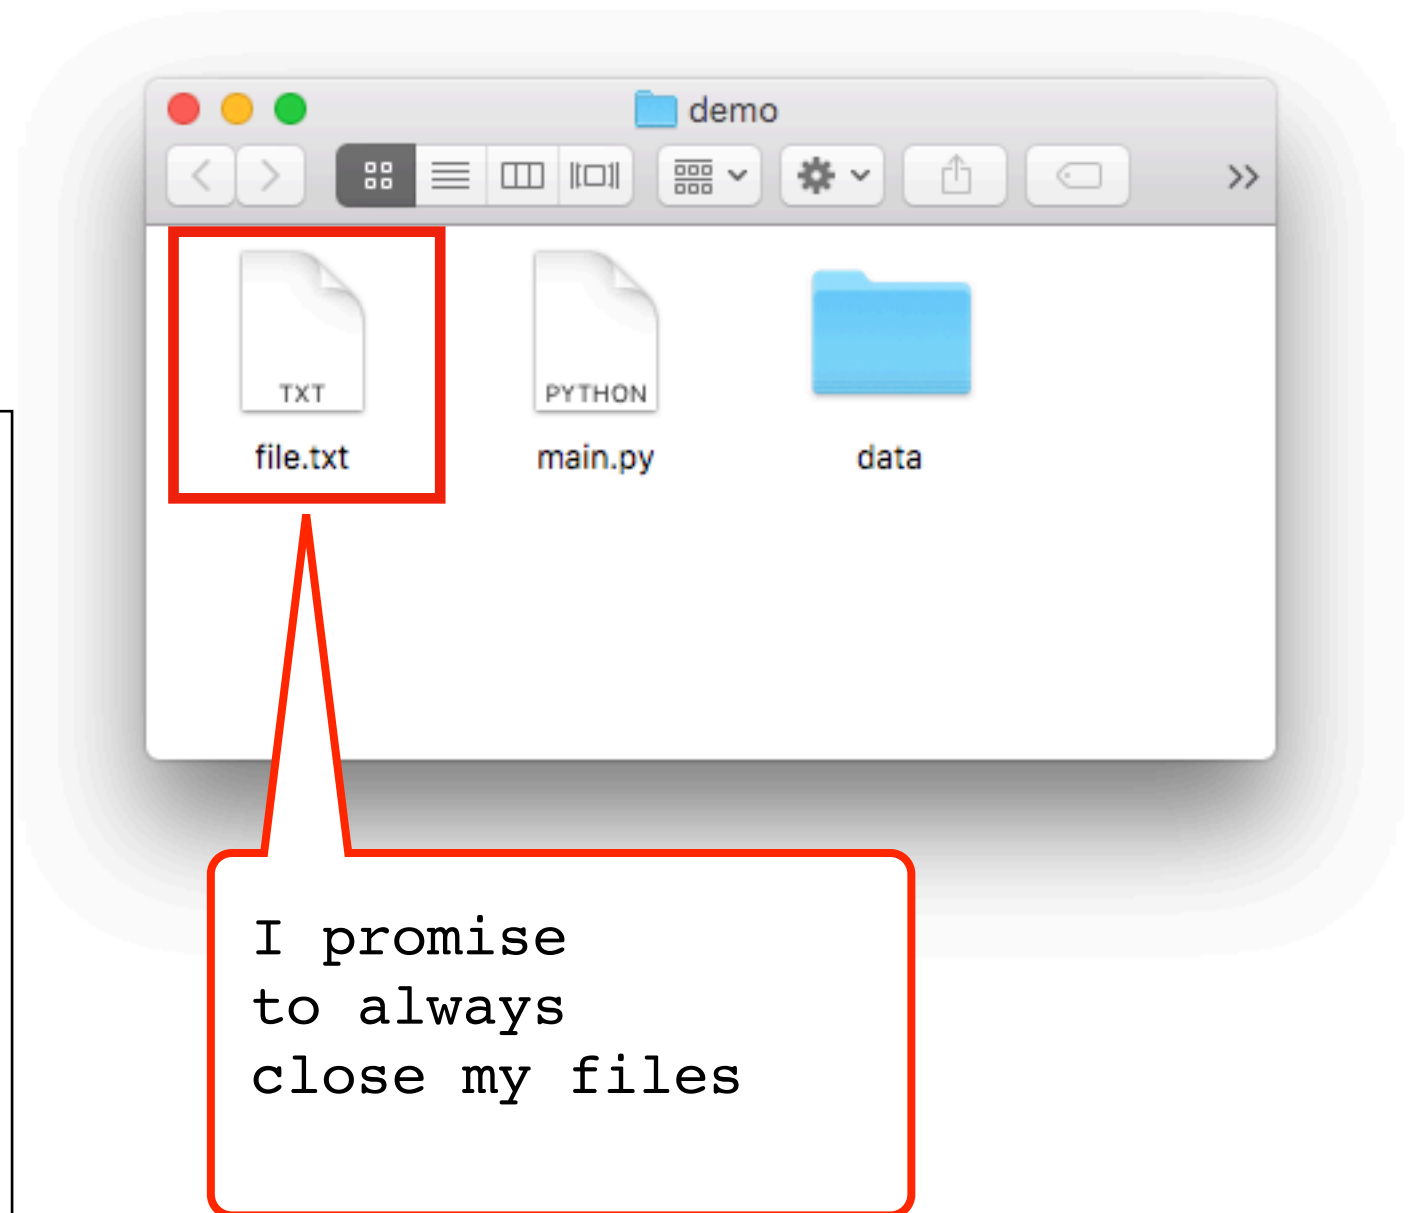 demo
TXT
PYTHON
file.txt
main.py
data
I promise
to always
close my files